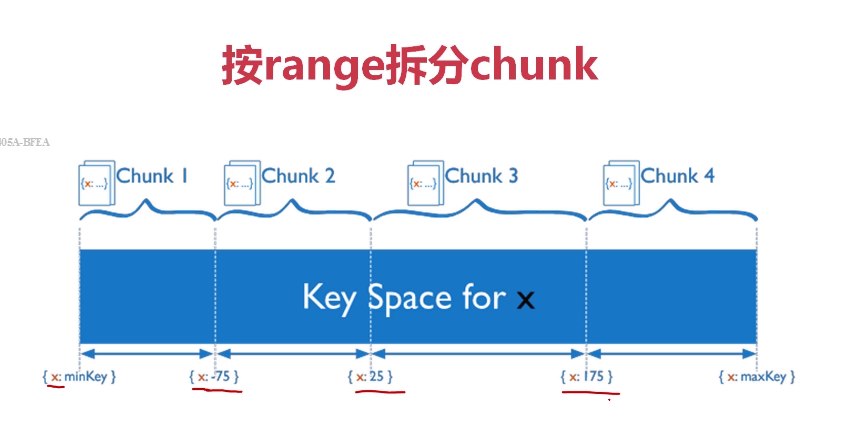 按range拆分chunk
405A-BFEA
{x: ...} Chunk 1 {x: ...} Chunk 2 {x: ...} Chunk 3 {x: ...} Chunk 4
Key Space for x
{ x: minKey } { x: -75 } { x: 25 } { x: 175 } { x: maxKey }